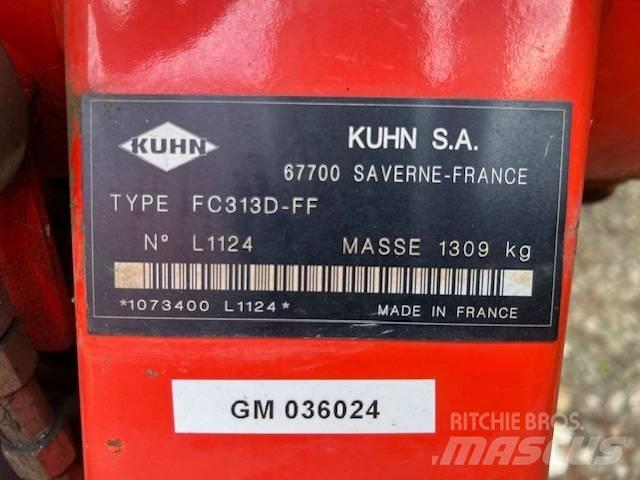 KUHN
KUHN S.A.
67700 SAVERNE-FRANCE
TYPE FC313D-FF
N° L1124 MASSE 1309 kg
*1073400 L1124*
MADE IN FRANCE
GM 036024
RITCHIE BROS.
MASCUS